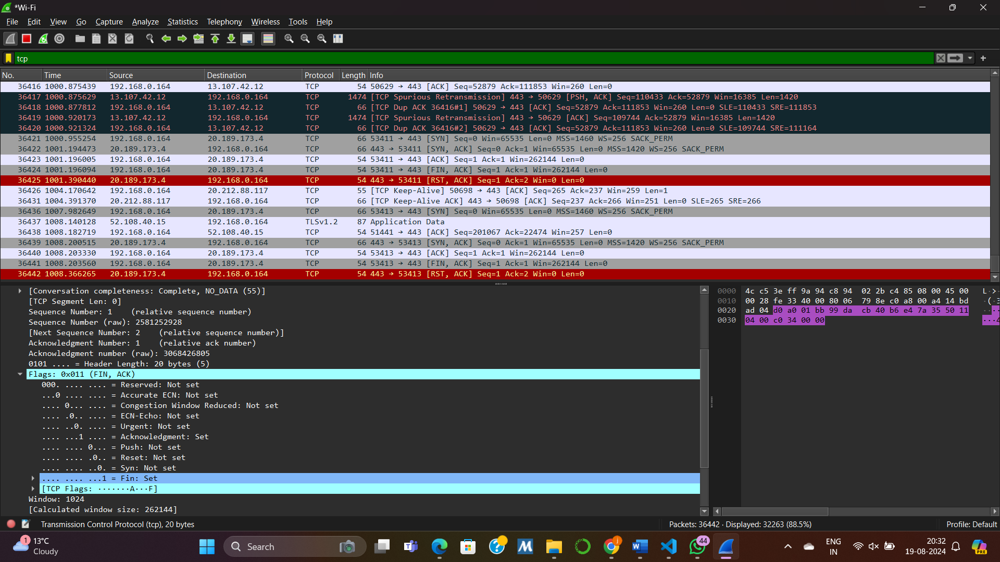 *Wi-Fi
File Edit View Go Capture Analyze Statistics Telephony Wireless Tools Help
tcp
No. Time Source Destination Protocol Length Info
36416 1000.875439 192.168.0.164 13.107.42.12 TCP 54 50629 → 443 [ACK] Seq=52879 Ack=111853 Win=260 Len=0
36417 1000.875629 13.107.42.12 192.168.0.164 TCP 1474 [TCP Spurious Retransmission] 443 → 50629 [PSH, ACK] Seq=110433 Ack=52879 Win=16385 Len=1420
36418 1000.877812 192.168.0.164 13.107.42.12 TCP 66 [TCP Dup ACK 36416#1] 50629 → 443 [ACK] Seq=52879 Ack=111853 Win=260 Len=0 SLE=110433 SRE=111853
36419 1000.920173 13.107.42.12 192.168.0.164 TCP 1474 [TCP Spurious Retransmission] 443 → 50629 [ACK] Seq=109744 Ack=52879 Win=16385 Len=1420
36420 1000.921324 192.168.0.164 13.107.42.12 TCP 66 [TCP Dup ACK 36416#2] 50629 → 443 [ACK] Seq=52879 Ack=111853 Win=260 Len=0 SLE=109744 SRE=111164
36421 1000.955254 192.168.0.164 20.189.173.4 TCP 66 53411 → 443 [SYN] Seq=0 Win=65535 Len=0 MSS=1460 WS=256 SACK_PERM
36422 1001.194473 20.189.173.4 192.168.0.164 TCP 66 443 → 53411 [SYN, ACK] Seq=0 Ack=1 Win=65535 Len=0 MSS=1420 WS=256 SACK_PERM
36423 1001.196005 192.168.0.164 20.189.173.4 TCP 54 53411 → 443 [ACK] Seq=1 Ack=1 Win=262144 Len=0
36424 1001.196094 192.168.0.164 20.189.173.4 TCP 54 53411 → 443 [FIN, ACK] Seq=1 Ack=1 Win=262144 Len=0
36425 1001.390440 20.189.173.4 192.168.0.164 TCP 54 443 → 53411 [RST, ACK] Seq=1 Ack=2 Win=0 Len=0
36426 1004.170642 192.168.0.164 20.212.88.117 TCP 55 [TCP Keep-Alive] 50698 → 443 [ACK] Seq=265 Ack=237 Win=259 Len=1
36431 1004.391370 20.212.88.117 192.168.0.164 TCP 66 [TCP Keep-Alive ACK] 443 → 50698 [ACK] Seq=237 Ack=266 Win=251 Len=0 SLE=265 SRE=266
36436 1007.982649 192.168.0.164 20.189.173.4 TCP 66 53413 → 443 [SYN] Seq=0 Win=65535 Len=0 MSS=1460 WS=256 SACK_PERM
36437 1008.140128 52.108.40.15 192.168.0.164 TLSv1.2 87 Application Data
36438 1008.182719 192.168.0.164 52.108.40.15 TCP 54 51441 → 443 [ACK] Seq=201067 Ack=22474 Win=257 Len=0
36439 1008.200515 20.189.173.4 192.168.0.164 TCP 66 443 → 53413 [SYN, ACK] Seq=0 Ack=1 Win=65535 Len=0 MSS=1420 WS=256 SACK_PERM
36440 1008.203330 192.168.0.164 20.189.173.4 TCP 54 53413 → 443 [ACK] Seq=1 Ack=1 Win=262144 Len=0
36441 1008.203560 192.168.0.164 20.189.173.4 TCP 54 53413 → 443 [FIN, ACK] Seq=1 Ack=1 Win=262144 Len=0
36442 1008.366265 20.189.173.4 192.168.0.164 TCP 54 443 → 53413 [RST, ACK] Seq=1 Ack=2 Win=0 Len=0
[Conversation completeness: Complete, NO_DATA (55)]
[TCP Segment Len: 0]
Sequence Number: 1 (relative sequence number)
Sequence Number (raw): 2581252928
[Next Sequence Number: 2 (relative sequence number)]
Acknowledgment Number: 1 (relative ack number)
Acknowledgment number (raw): 3068426805
0101 .... = Header Length: 20 bytes (5)
Flags: 0x011 (FIN, ACK)
000. .... .... = Reserved: Not set
...0 .... .... = Accurate ECN: Not set
.... 0... .... = Congestion Window Reduced: Not set
.... .0.. .... = ECN-Echo: Not set
.... ..0. .... = Urgent: Not set
.... ...1 .... = Acknowledgment: Set
.... .... 0... = Push: Not set
.... .... .0.. = Reset: Not set
.... .... ..0. = Syn: Not set
.... .... ...1 = Fin: Set
[TCP Flags: ·······A···F]
Window: 1024
[Calculated window size: 262144]
0000 4c c5 3e ff 9a 94 c8 94 02 2b c4 85 08 00 45 00 L·>
0010 00 28 fe 33 40 00 80 06 79 8e c0 a8 00 a4 14 bd ·(·3
0020 ad 04 d0 a0 01 bb 99 da cb 40 b6 e4 7a 35 50 11 ····
0030 04 00 c0 34 00 00 ···4
Transmission Control Protocol (tcp), 20 bytes
Packets: 36442 · Displayed: 32263 (88.5%)
Profile: Default
1
13°C
Cloudy
Search
44
ENG
IN
20:32
19-08-2024
PRE